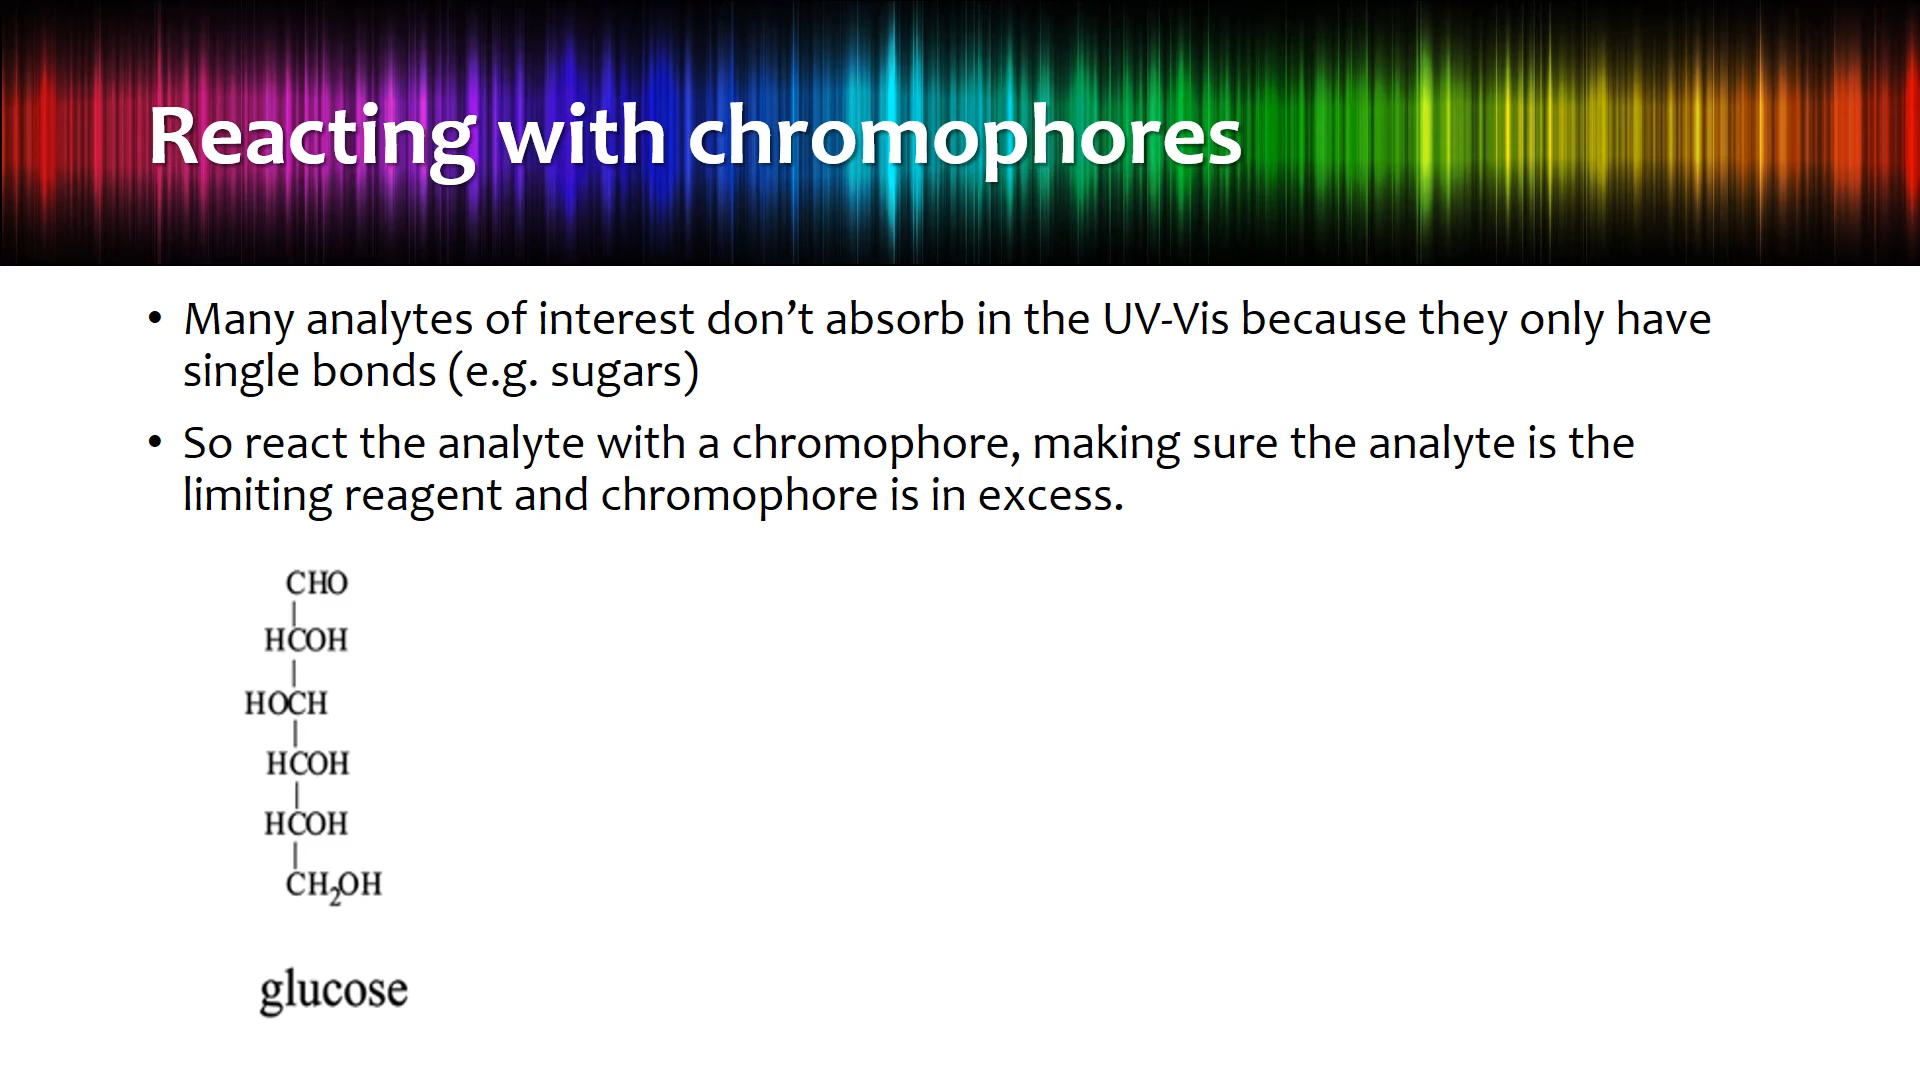 Reacting with chromophores
• Many analytes of interest don’t absorb in the UV-Vis because they only have
single bonds (e.g. sugars)
• So react the analyte with a chromophore, making sure the analyte is the
limiting reagent and chromophore is in excess.
CHO
HCOH
HOCH
HCOH
HCOH
CH₂OH
glucose